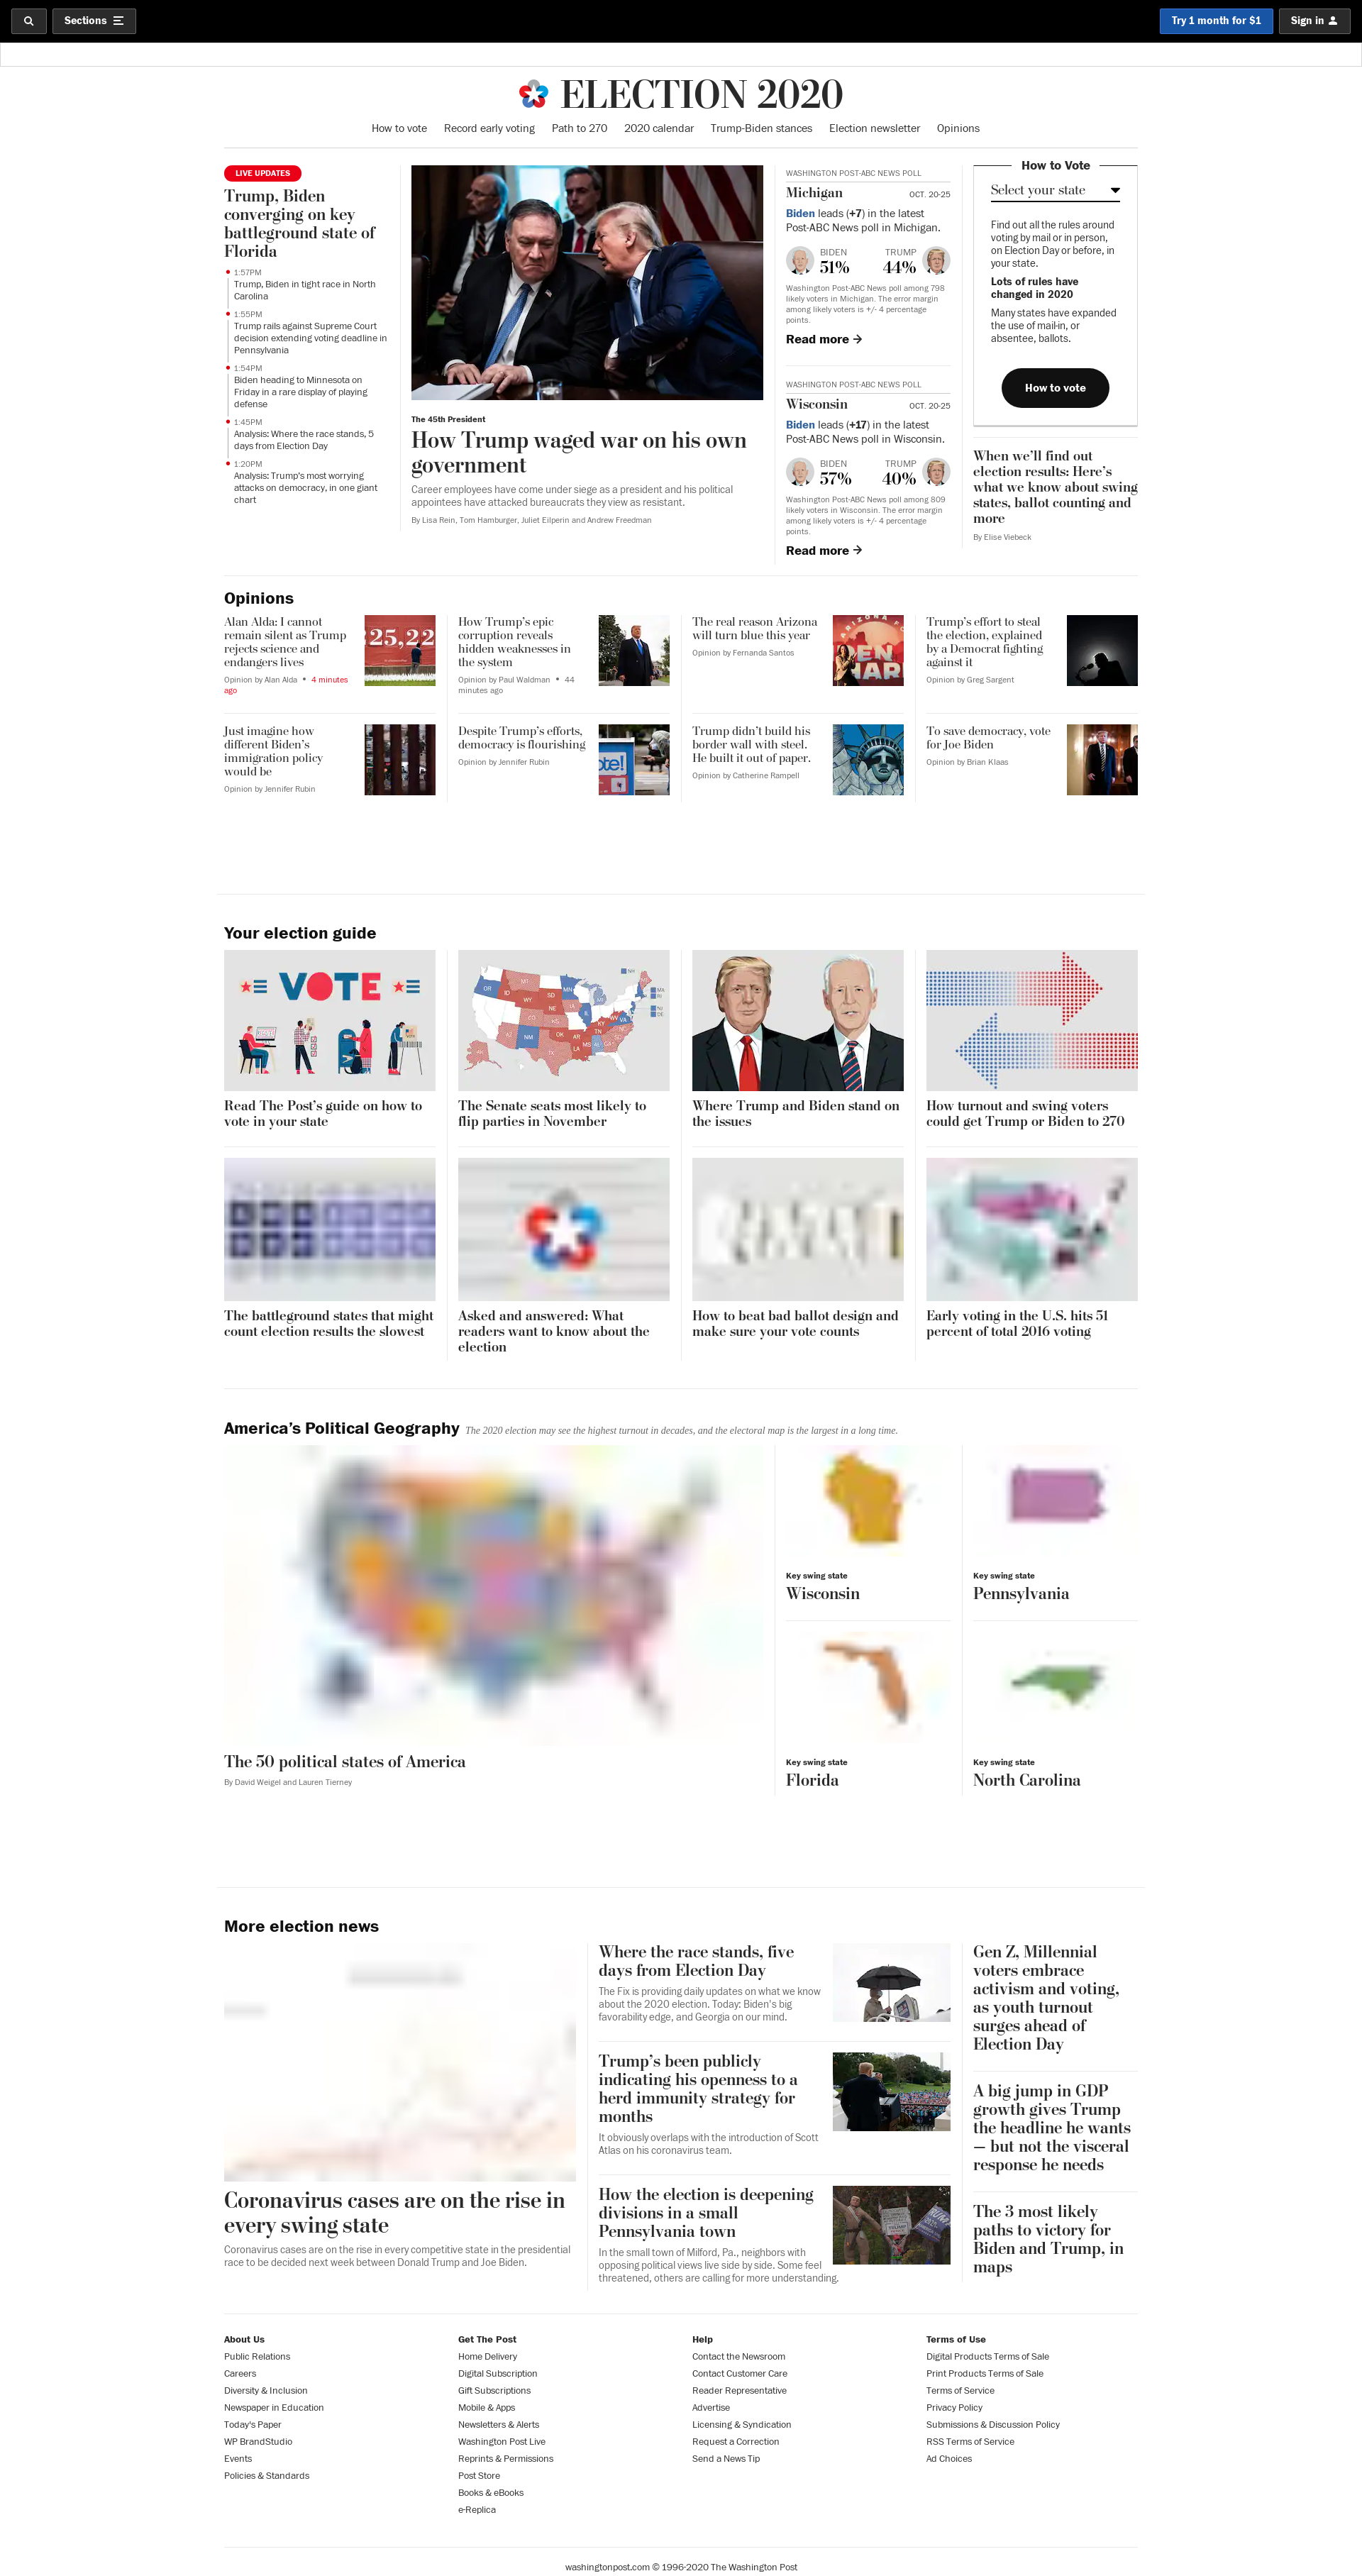 Sections
Try 1 month for $1
Sign in
ELECTION 2020
How to vote
Record early voting
Path to 270
2020 calendar
Trump-Biden stances
Election newsletter
Opinions
LIVE UPDATES
Trump, Biden
converging on key
battleground state of
Florida
1:57PM
Trump, Biden in tight race in North
Carolina
1:55PM
Trump rails against Supreme Court
decision extending voting deadline in
Pennsylvania
1:54PM
Biden heading to Minnesota on
Friday in a rare display of playing
defense
1:45PM
Analysis: Where the race stands, 5
days from Election Day
1:20PM
Analysis: Trump's most worrying
attacks on democracy, in one giant
chart
The 45th President
How Trump waged war on his own
government
Career employees have come under siege as a president and his political
appointees have attacked bureaucrats they view as resistant.
By Lisa Rein, Tom Hamburger, Juliet Eilperin and Andrew Freedman
WASHINGTON POST-ABC NEWS POLL
Michigan
OCT. 20-25
Biden leads (+7) in the latest
Post-ABC News poll in Michigan.
BIDEN
51%
TRUMP
44%
Washington Post-ABC News poll among 798
likely voters in Michigan. The error margin
among likely voters is +/- 4 percentage
points.
Read more →
WASHINGTON POST-ABC NEWS POLL
Wisconsin
OCT. 20-25
Biden leads (+17) in the latest
Post-ABC News poll in Wisconsin.
BIDEN
57%
TRUMP
40%
Washington Post-ABC News poll among 809
likely voters in Wisconsin. The error margin
among likely voters is +/- 4 percentage
points.
Read more →
How to Vote
Select your state
Find out all the rules around
voting by mail or in person,
on Election Day or before, in
your state.
Lots of rules have
changed in 2020
Many states have expanded
the use of mail-in, or
absentee, ballots.
How to vote
When we'll find out
election results: Here's
what we know about swing
states, ballot counting and
more
By Elise Viebeck
Opinions
Alan Alda: I cannot
remain silent as Trump
rejects science and
endangers lives
Opinion by Alan Alda • 4 minutes
ago
25,22
How Trump's epic
corruption reveals
hidden weaknesses in
the system
Opinion by Paul Waldman • 44
minutes ago
The real reason Arizona
will turn blue this year
Opinion by Fernanda Santos
Trump's effort to steal
the election, explained
by a Democrat fighting
against it
Opinion by Greg Sargent
Just imagine how
different Biden's
immigration policy
would be
Opinion by Jennifer Rubin
Despite Trump's efforts,
democracy is flourishing
Opinion by Jennifer Rubin
ote!
Trump didn't build his
border wall with steel.
He built it out of paper.
Opinion by Catherine Rampell
To save democracy, vote
for Joe Biden
Opinion by Brian Klaas
Your election guide
VOTE
Read The Post's guide on how to
vote in your state
The Senate seats most likely to
flip parties in November
Where Trump and Biden stand on
the issues
How turnout and swing voters
could get Trump or Biden to 270
The battleground states that might
count election results the slowest
Asked and answered: What
readers want to know about the
election
How to beat bad ballot design and
make sure your vote counts
Early voting in the U.S. hits 51
percent of total 2016 voting
America's Political Geography
The 2020 election may see the highest turnout in decades, and the electoral map is the largest in a long time.
The 50 political states of America
By David Weigel and Lauren Tierney
Key swing state
Wisconsin
Key swing state
Pennsylvania
Key swing state
Florida
Key swing state
North Carolina
More election news
Coronavirus cases are on the rise in
every swing state
Coronavirus cases are on the rise in every competitive state in the presidential
race to be decided next week between Donald Trump and Joe Biden.
Where the race stands, five
days from Election Day
The Fix is providing daily updates on what we know
about the 2020 election. Today: Biden's big
favorability edge, and Georgia on our mind.
Trump's been publicly
indicating his openness to a
herd immunity strategy for
months
It obviously overlaps with the introduction of Scott
Atlas on his coronavirus team.
How the election is deepening
divisions in a small
Pennsylvania town
In the small town of Milford, Pa., neighbors with
opposing political views live side by side. Some feel
threatened, others are calling for more understanding.
Gen Z, Millennial
voters embrace
activism and voting,
as youth turnout
surges ahead of
Election Day
A big jump in GDP
growth gives Trump
the headline he wants
— but not the visceral
response he needs
The 3 most likely
paths to victory for
Biden and Trump, in
maps
About Us
Public Relations
Careers
Diversity & Inclusion
Newspaper in Education
Today's Paper
WP BrandStudio
Events
Policies & Standards
Get The Post
Home Delivery
Digital Subscription
Gift Subscriptions
Mobile & Apps
Newsletters & Alerts
Washington Post Live
Reprints & Permissions
Post Store
Books & eBooks
e-Replica
Help
Contact the Newsroom
Contact Customer Care
Reader Representative
Advertise
Licensing & Syndication
Request a Correction
Send a News Tip
Terms of Use
Digital Products Terms of Sale
Print Products Terms of Sale
Terms of Service
Privacy Policy
Submissions & Discussion Policy
RSS Terms of Service
Ad Choices
washingtonpost.com © 1996-2020 The Washington Post